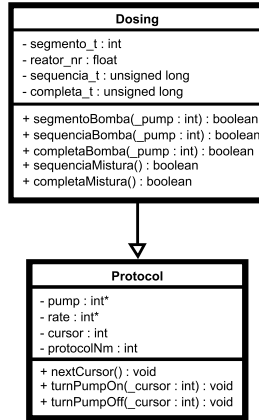 Dosing
- segmento_t : int
- reator_nr : float
- sequencia_t : unsigned long
- completa_t : unsigned long
+ segmentoBomba(_pump : int) : boolean
+ sequenciaBomba(_pump : int) : boolean
+ completaBomba(_pump : int) : boolean
+ sequenciaMistura() : boolean
+ completaMistura() : boolean
Protocol
- pump : int*
- rate : int*
- cursor : int
- protocolNm : int
+ nextCursor() : void
+ turnPumpOn(_cursor : int) : void
+ turnPumpOff(_cursor : int) : void